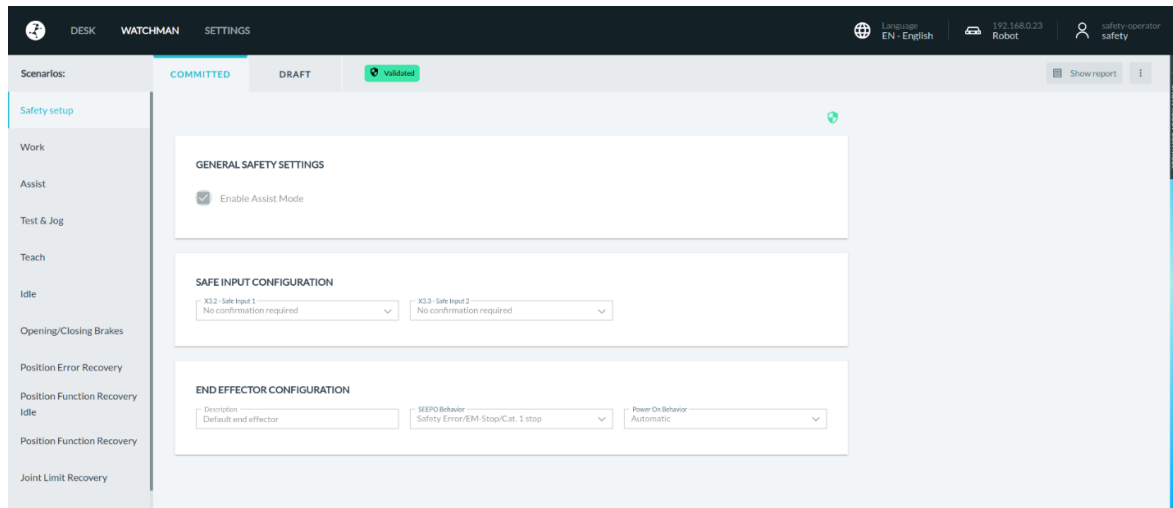 DESK WATCHMAN SETTINGS
Language
EN - English
192.168.0.23
Robot
safety-operator
safety
Scenarios:
COMMITTED DRAFT Validated Show report
Safety setup
Work
Assist
Test & Jog
Teach
Idle
Opening/Closing Brakes
Position Error Recovery
Position Function Recovery
Idle
Position Function Recovery
Joint Limit Recovery
GENERAL SAFETY SETTINGS
Enable Assist Mode
SAFE INPUT CONFIGURATION
X3.2 - Safe Input 1
No confirmation required
X3.3 - Safe Input 2
No confirmation required
END EFFECTOR CONFIGURATION
Description
Default end effector
SEEPO Behavior
Safety Error/EM-Stop/Cat. 1 stop
Power On Behavior
Automatic